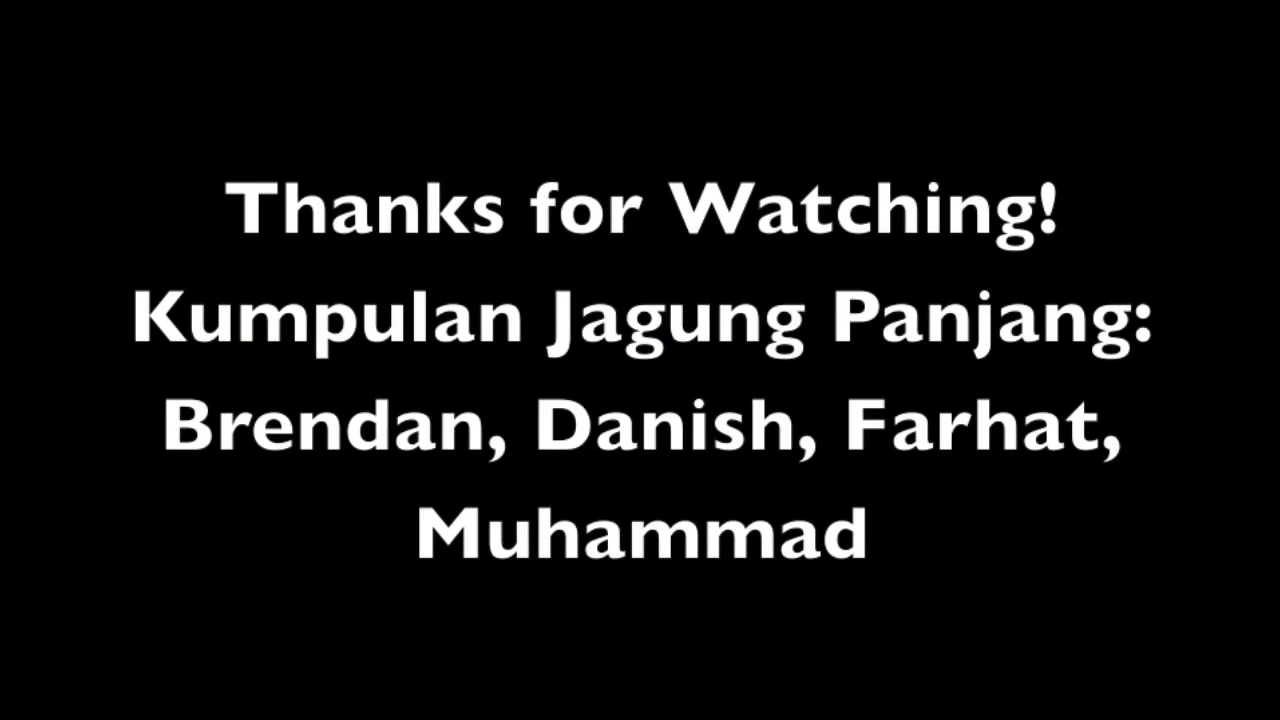 Thanks for Watching!
Kumpulan Jagung Panjang:
Brendan, Danish, Farhat,
Muhammad